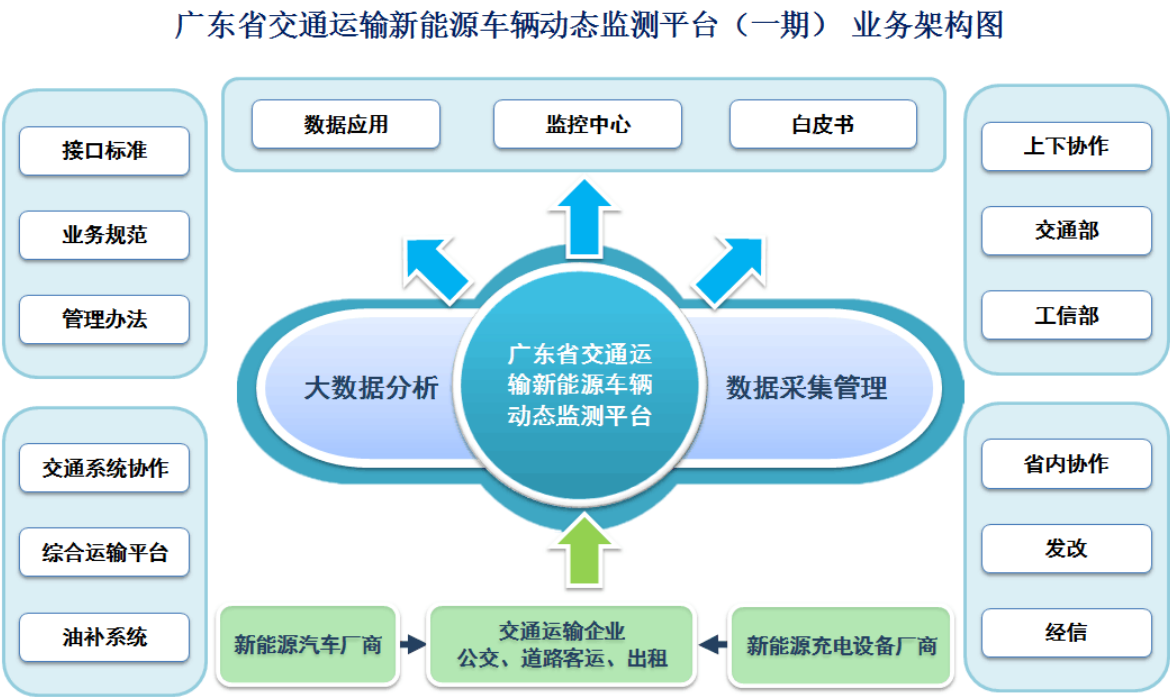 广东省交通运输新能源车辆动态监测平台（一期） 业务架构图
数据应用
监控中心
白皮书
接口标准
业务规范
管理办法
上下协作
交通部
工信部
大数据分析
广东省交通运
输新能源车辆
动态监测平台
数据采集管理
交通系统协作
综合运输平台
油补系统
省内协作
发改
经信
新能源汽车厂商
交通运输企业
公交、道路客运、出租
新能源充电设备厂商